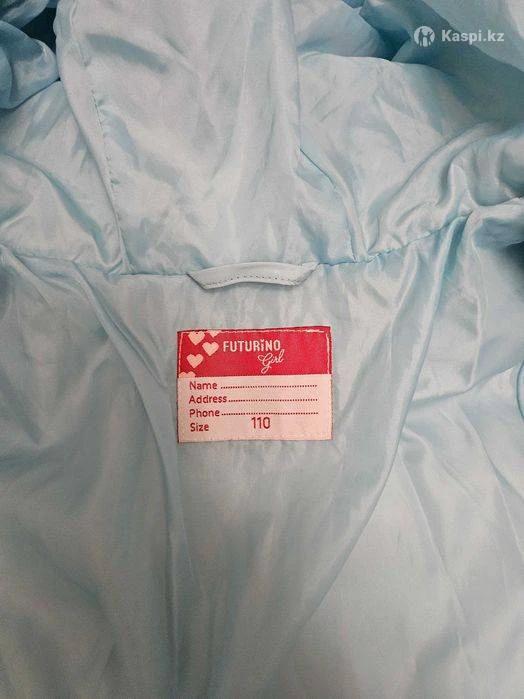 Kaspi.kz
FUTURiNO
Girl
Name
Address
Phone
Size 110